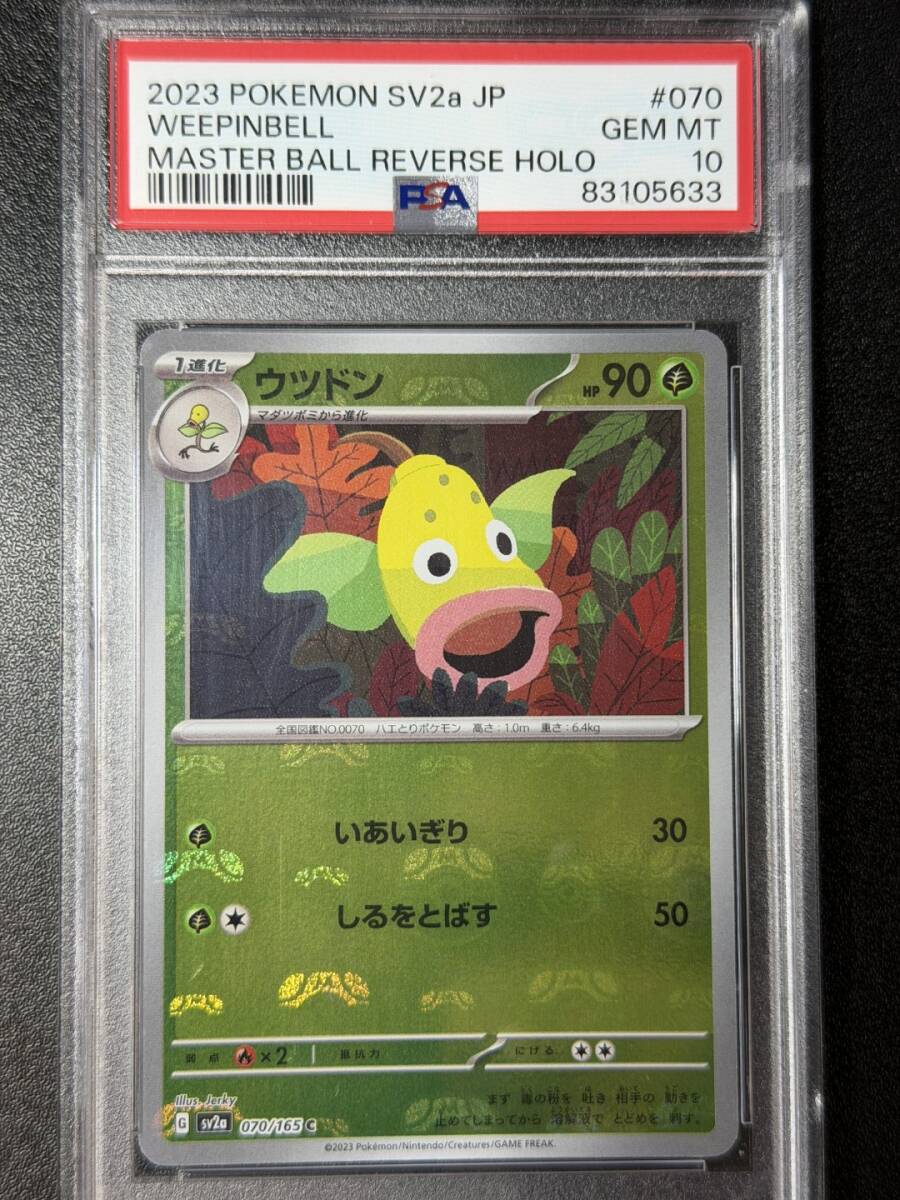 2023 POKEMON SV2a JP #070
WEEPINBELL GEM MT
MASTER BALL REVERSE HOLO 10
PSA 83105633
1進化
ウツドン HP 90
マダツボミから進化
全国図鑑NO.0070 ハエとりポケモン 高さ:1.0m 重さ:6.4kg
いあいぎり 30
しるをとばす 50
弱点 ×2 抵抗力 にげる
Illus. Jerky
まず 毒の粉を 吐き 相手の 動きを
G sv2a 070/165 C
止めてしまってから 溶解液で とどめを 刺す。
©2023 Pokémon/Nintendo/Creatures/GAME FREAK.